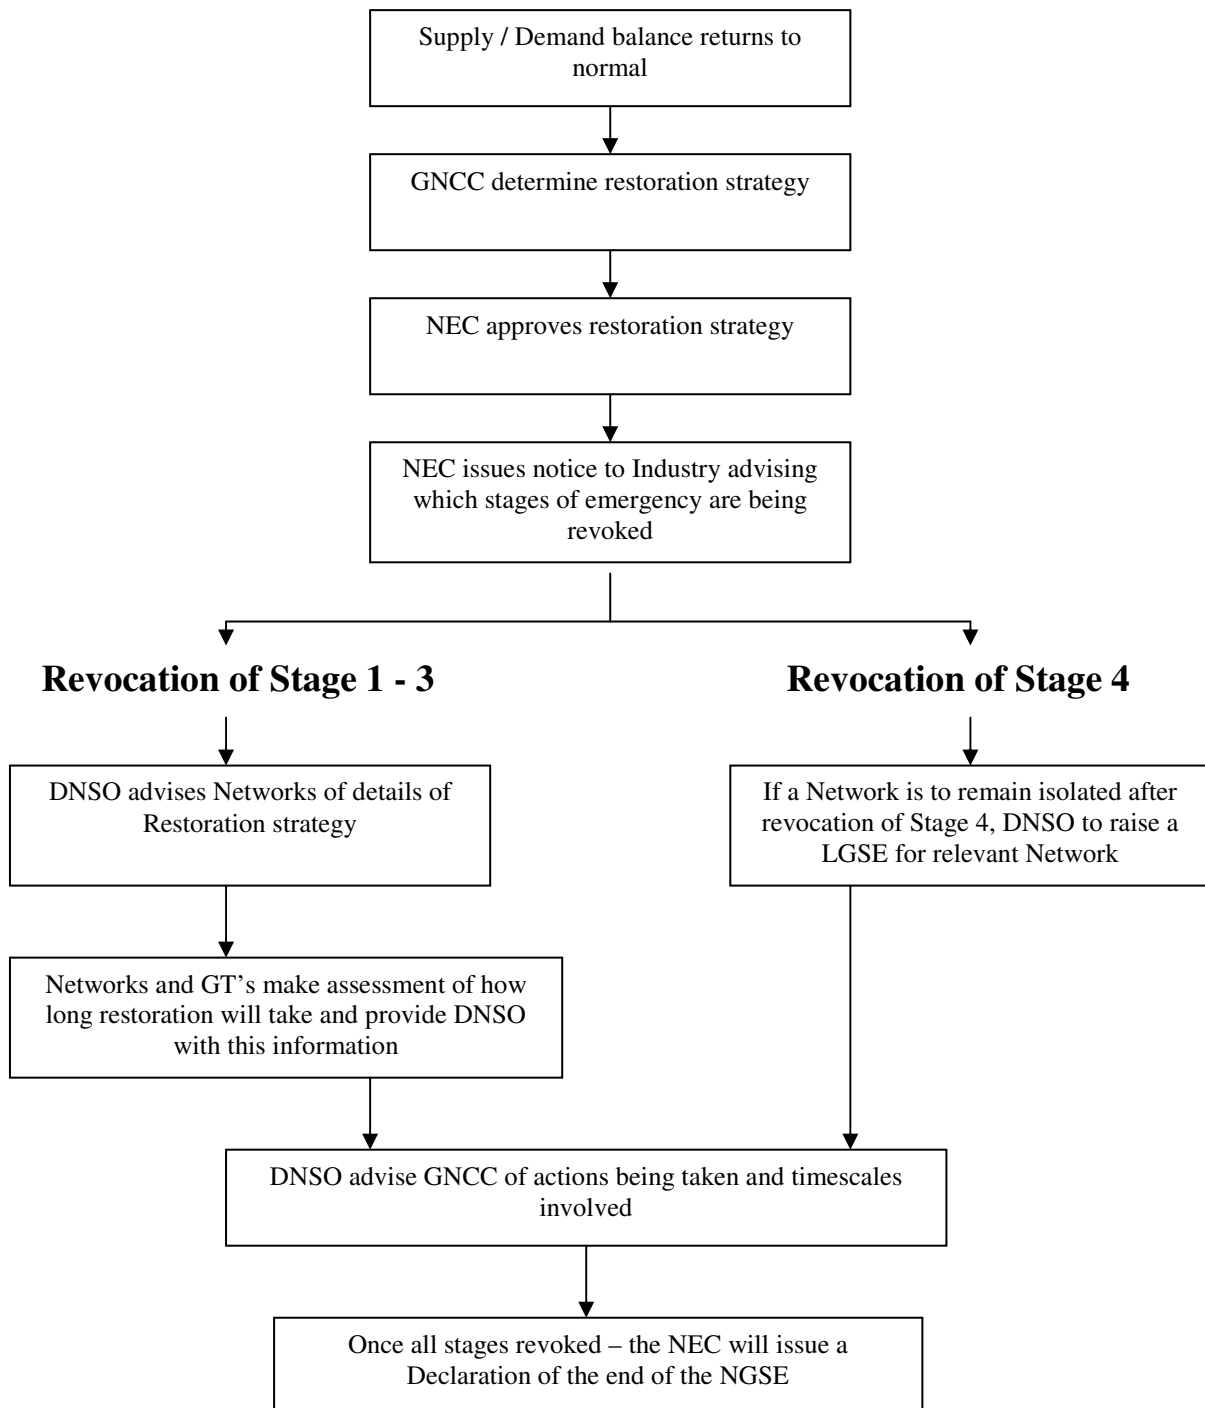 Supply / Demand balance returns to
normal
GNCC determine restoration strategy
NEC approves restoration strategy
NEC issues notice to Industry advising
which stages of emergency are being
revoked
Revocation of Stage 1 - 3
Revocation of Stage 4
DNSO advises Networks of details of
Restoration strategy
If a Network is to remain isolated after
revocation of Stage 4, DNSO to raise a
LGSE for relevant Network
Networks and GT’s make assessment of how
long restoration will take and provide DNSO
with this information
DNSO advise GNCC of actions being taken and timescales
involved
Once all stages revoked – the NEC will issue a
Declaration of the end of the NGSE